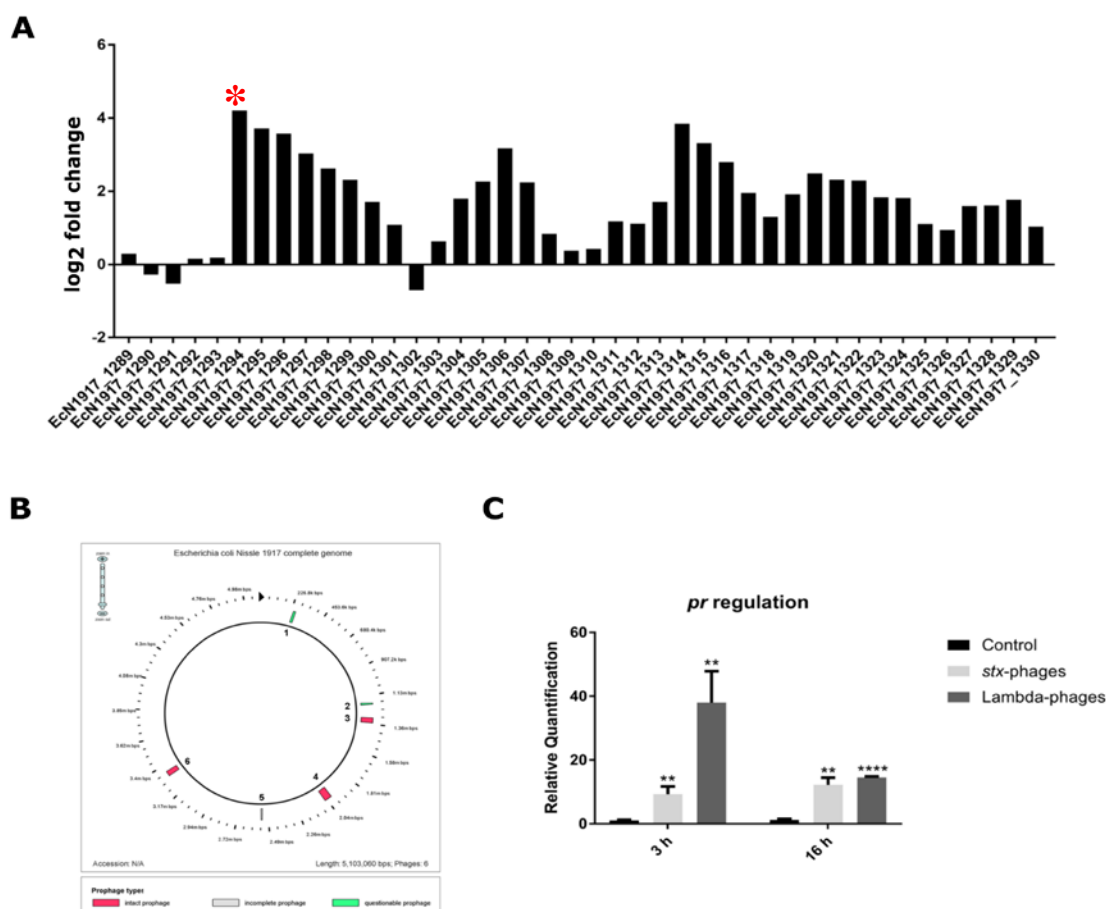 A
6
4
2
0
-2
log2 fold change
*
EcN1917_1289
EcN1917_1290
EcN1917_1291
EcN1917_1292
EcN1917_1293
EcN1917_1294
EcN1917_1295
EcN1917_1296
EcN1917_1297
EcN1917_1298
EcN1917_1299
EcN1917_1300
EcN1917_1301
EcN1917_1302
EcN1917_1303
EcN1917_1304
EcN1917_1305
EcN1917_1306
EcN1917_1307
EcN1917_1308
EcN1917_1309
EcN1917_1310
EcN1917_1311
EcN1917_1312
EcN1917_1313
EcN1917_1314
EcN1917_1315
EcN1917_1316
EcN1917_1317
EcN1917_1318
EcN1917_1319
EcN1917_1320
EcN1917_1321
EcN1917_1322
EcN1917_1323
EcN1917_1324
EcN1917_1325
EcN1917_1326
EcN1917_1327
EcN1917_1328
EcN1917_1329
EcN1917_1330
B
Escherichia coli Nissle 1917 complete genome
1
2
3
4
5
6
Accession: N/A
Length: 5,103,060 bps; Phages: 6
Prophage type:
intact prophage
incomplete prophage
questionable prophage
C
pr regulation
60
40
20
0
Relative Quantification
**
**
**
****
3 h
16 h
Control
stx-phages
Lambda-phages